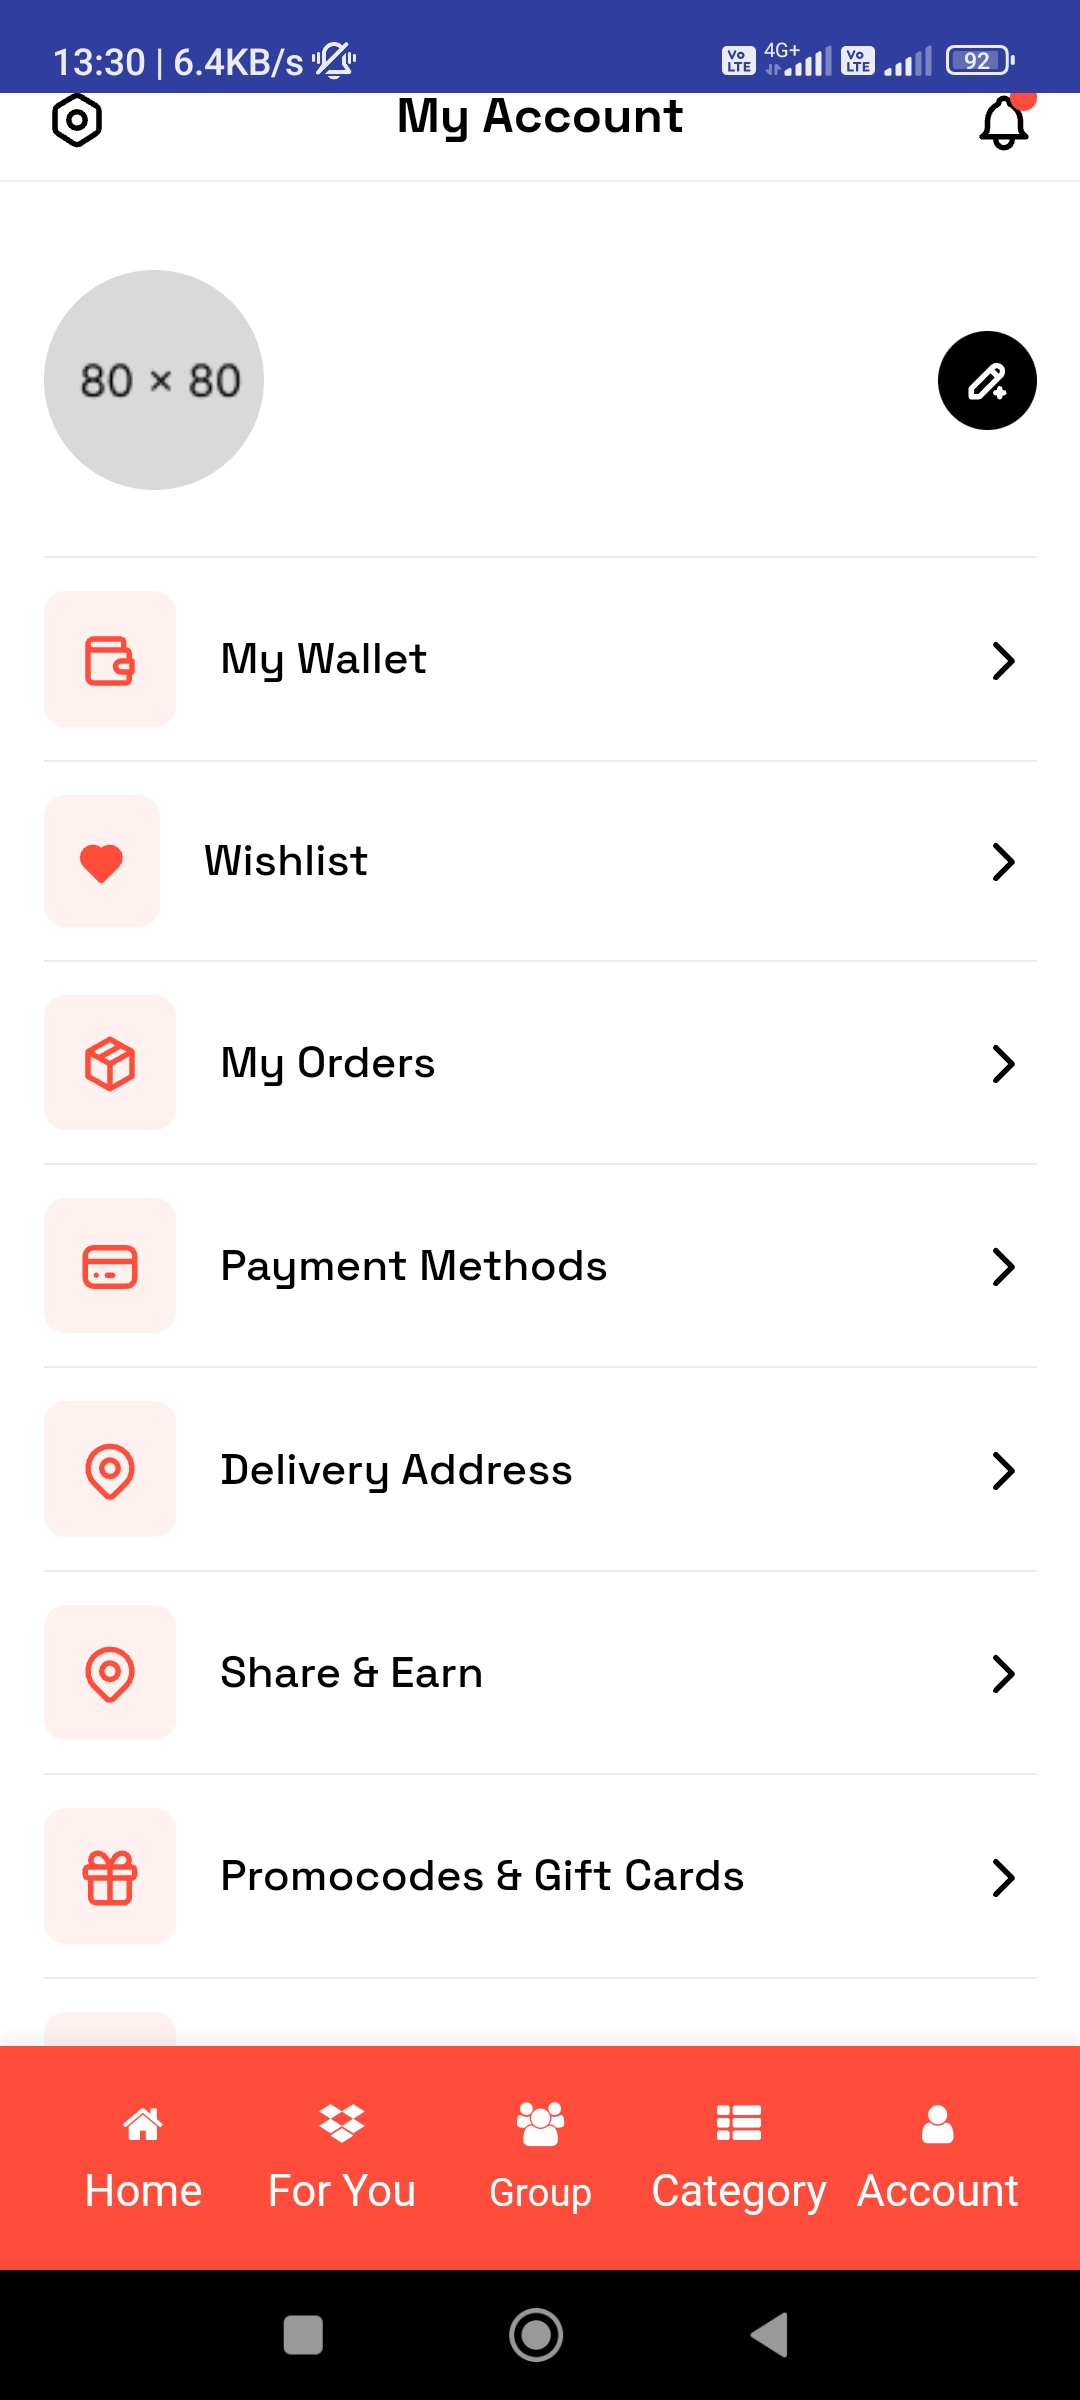 13:30 | 6.4KB/s Vo LTE 4G+ Vo LTE 92
My Account
80 × 80
My Wallet
Wishlist
My Orders
Payment Methods
Delivery Address
Share & Earn
Promocodes & Gift Cards
Home For You Group Category Account